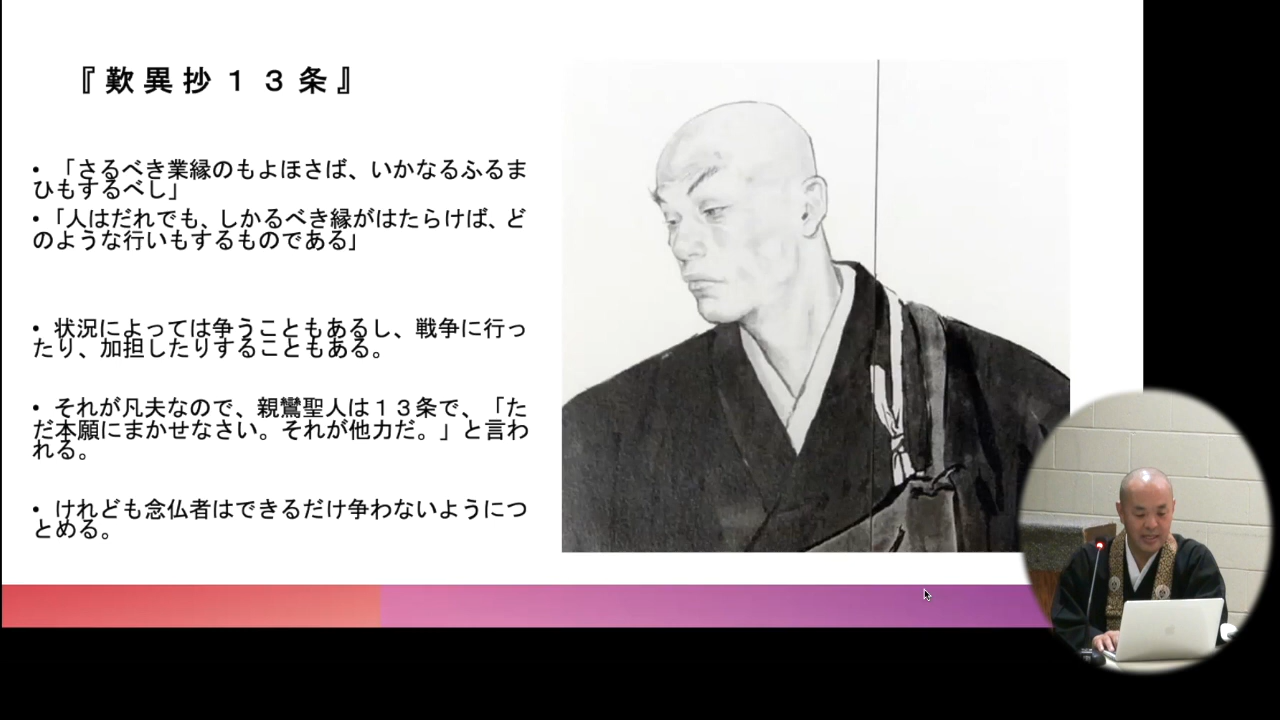 『歎異抄１３条』
• 「さるべき業縁のもよほさば、いかなるふるま
ひもするべし」
• 「人はだれでも、しかるべき縁がはたらけば、ど
のような行いもするものである」
• 状況によっては争うこともあるし、戦争に行っ
たり、加担したりすることもある。
• それが凡夫なので、親鸞聖人は１３条で、「た
だ本願にまかせなさい。それが他力だ。」と言わ
れる。
• けれども念仏者はできるだけ争わないようにつ
とめる。